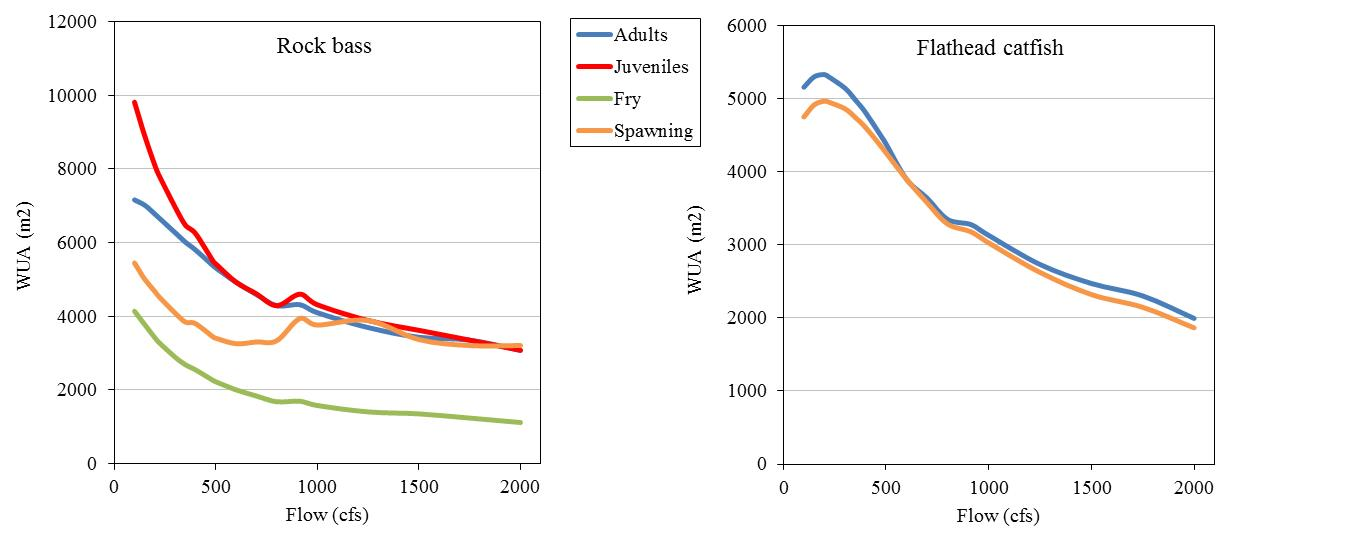 Rock bass
12000
10000
8000
6000
4000
2000
0
WUA (m2)
0 500 1000 1500 2000
Flow (cfs)
Adults
Juveniles
Fry
Spawning
Flathead catfish
6000
5000
4000
3000
2000
1000
0
WUA (m2)
0 500 1000 1500 2000
Flow (cfs)